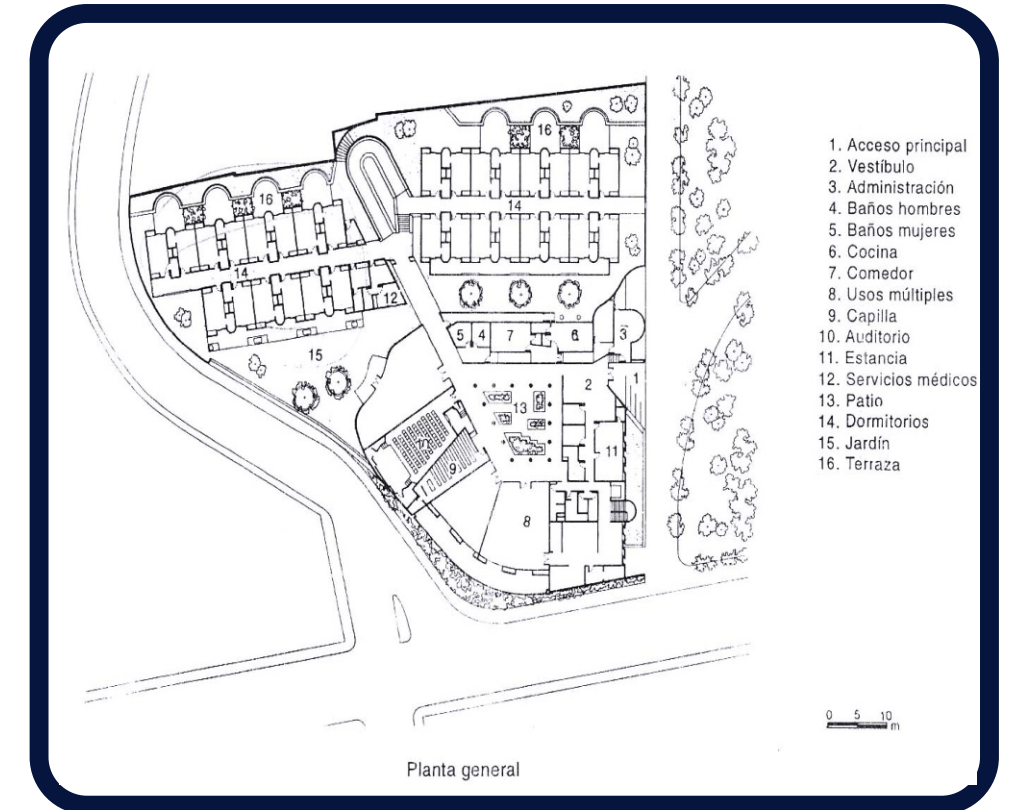 16
14
16
14
12
5
4
7
6
3
15
2
1
13
10
9
11
8
1. Acceso principal
2. Vestíbulo
3. Administración
4. Baños hombres
5. Baños mujeres
6. Cocina
7. Comedor
8. Usos múltiples
9. Capilla
10. Auditorio
11. Estancia
12. Servicios médicos
13. Patio
14. Dormitorios
15. Jardín
16. Terraza
0 5 10
m
Planta general